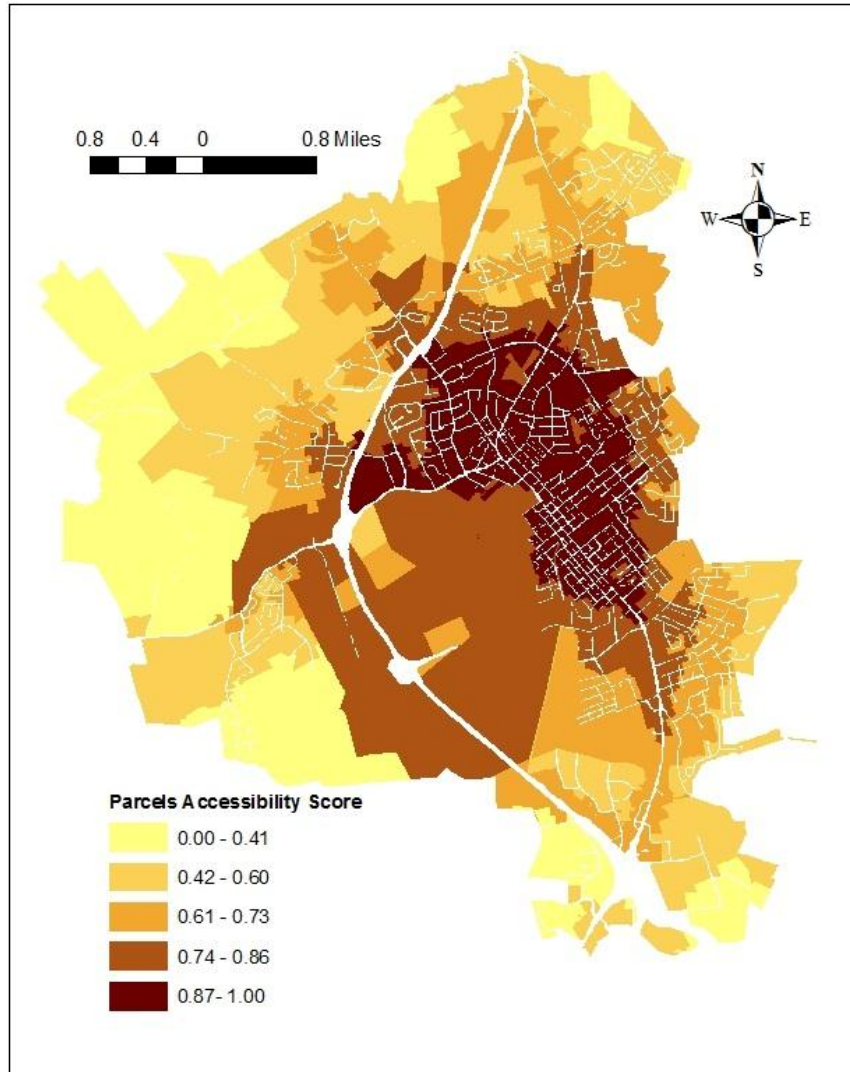 0.8 0.4 0 0.8 Miles
N
W E
S
Parcels Accessibility Score
0.00 - 0.41
0.42 - 0.60
0.61 - 0.73
0.74 - 0.86
0.87- 1.00